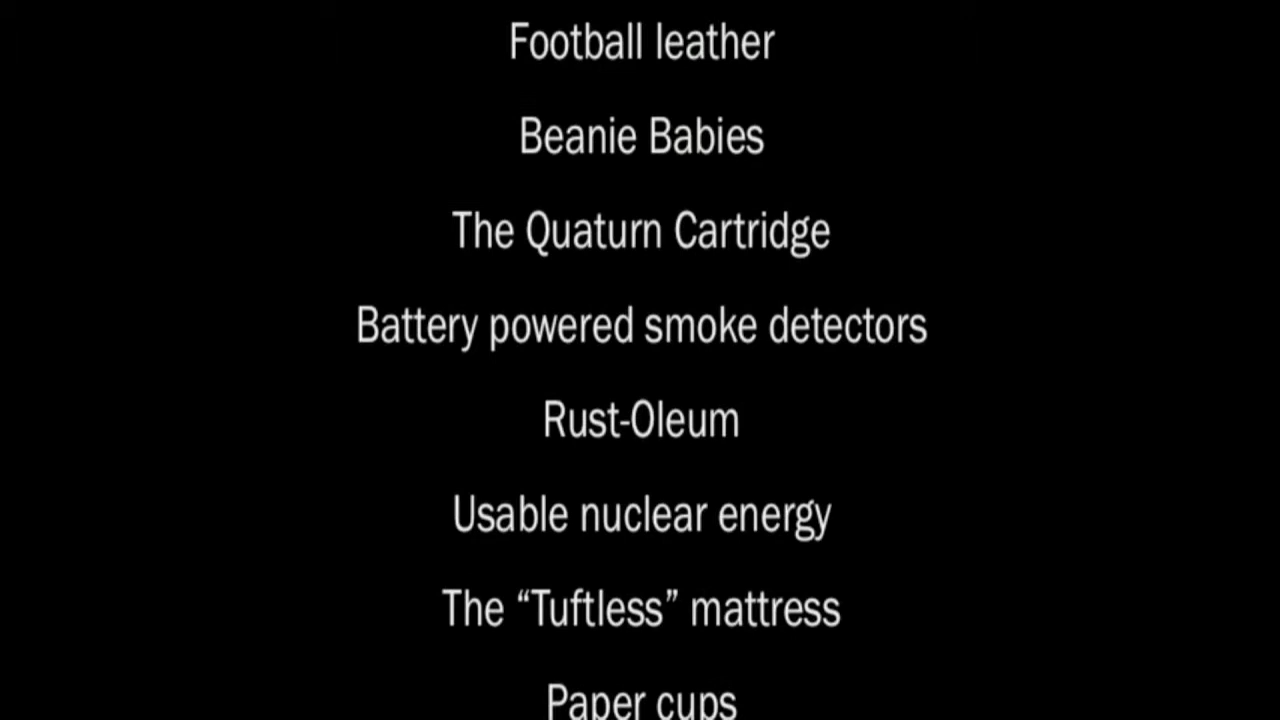 Football leather
Beanie Babies
The Quaturn Cartridge
Battery powered smoke detectors
Rust-Oleum
Usable nuclear energy
The “Tuftless” mattress
Paper cups